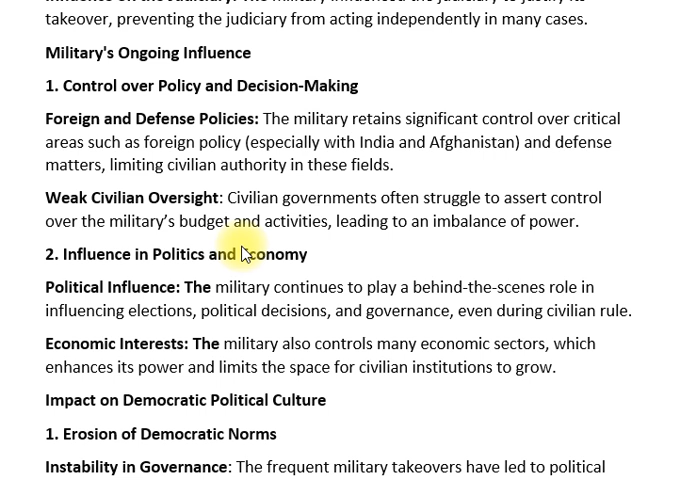 takeover, preventing the judiciary from acting independently in many cases.
Military's Ongoing Influence
1. Control over Policy and Decision-Making
Foreign and Defense Policies: The military retains significant control over critical
areas such as foreign policy (especially with India and Afghanistan) and defense
matters, limiting civilian authority in these fields.
Weak Civilian Oversight: Civilian governments often struggle to assert control
over the military’s budget and activities, leading to an imbalance of power.
2. Influence in Politics and Economy
Political Influence: The military continues to play a behind-the-scenes role in
influencing elections, political decisions, and governance, even during civilian rule.
Economic Interests: The military also controls many economic sectors, which
enhances its power and limits the space for civilian institutions to grow.
Impact on Democratic Political Culture
1. Erosion of Democratic Norms
Instability in Governance: The frequent military takeovers have led to political